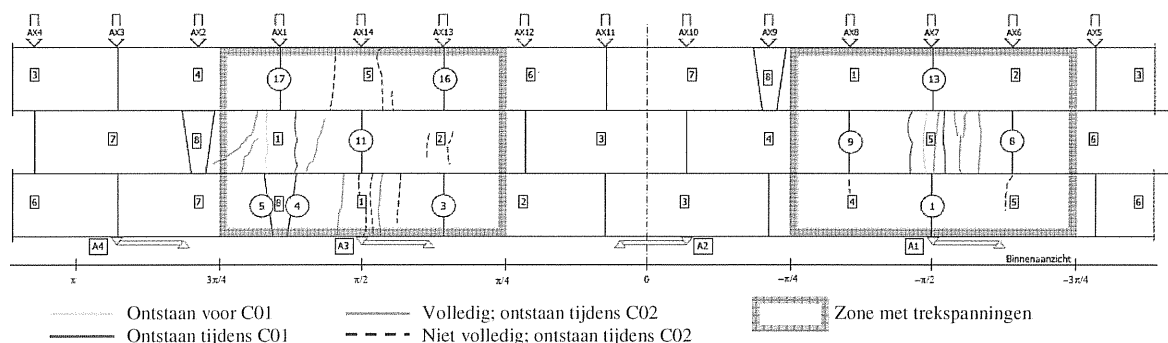 AX4 AX3 AX2 AX1 AX14 AX13 AX12 AX11 AX10 AX9 AX8 AX7 AX6 AX5
3 4 17 5 16 6 7 8 1 13 2 3
7 8 1 11 2 3 4 9 5 8 6
6 7 5 8 4 1 3 2 3 4 1 5 6
A4 A3 A2 A1
Binnenaanzicht
π 3π/4 π/2 π/4 0 -π/4 -π/2 -3π/4
Ontstaan voor C01 Volledig; ontstaan tijdens C02 Zone met trekspanningen
Ontstaan tijdens C01 Niet volledig; ontstaan tijdens C02